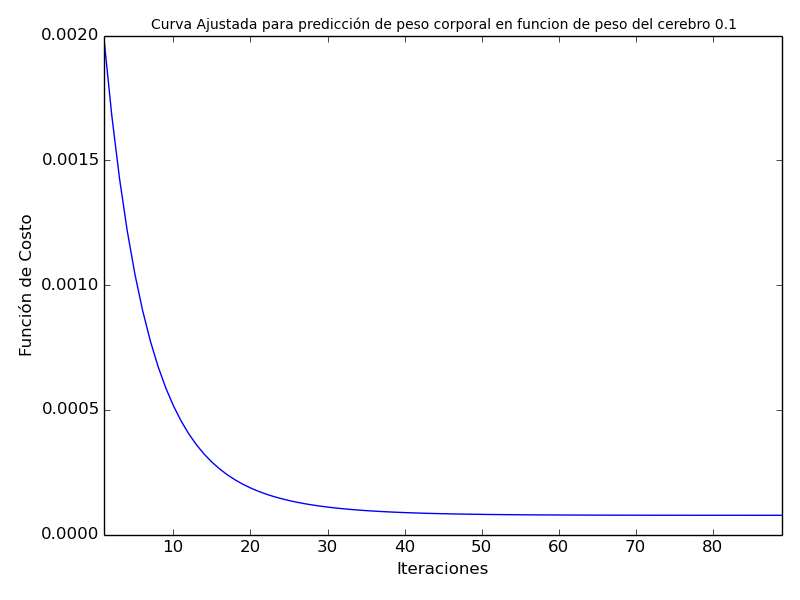 Curva Ajustada para predicción de peso corporal en funcion de peso del cerebro 0.1
0.0020
0.0015
0.0010
0.0005
0.0000
Función de Costo
10 20 30 40 50 60 70 80
Iteraciones